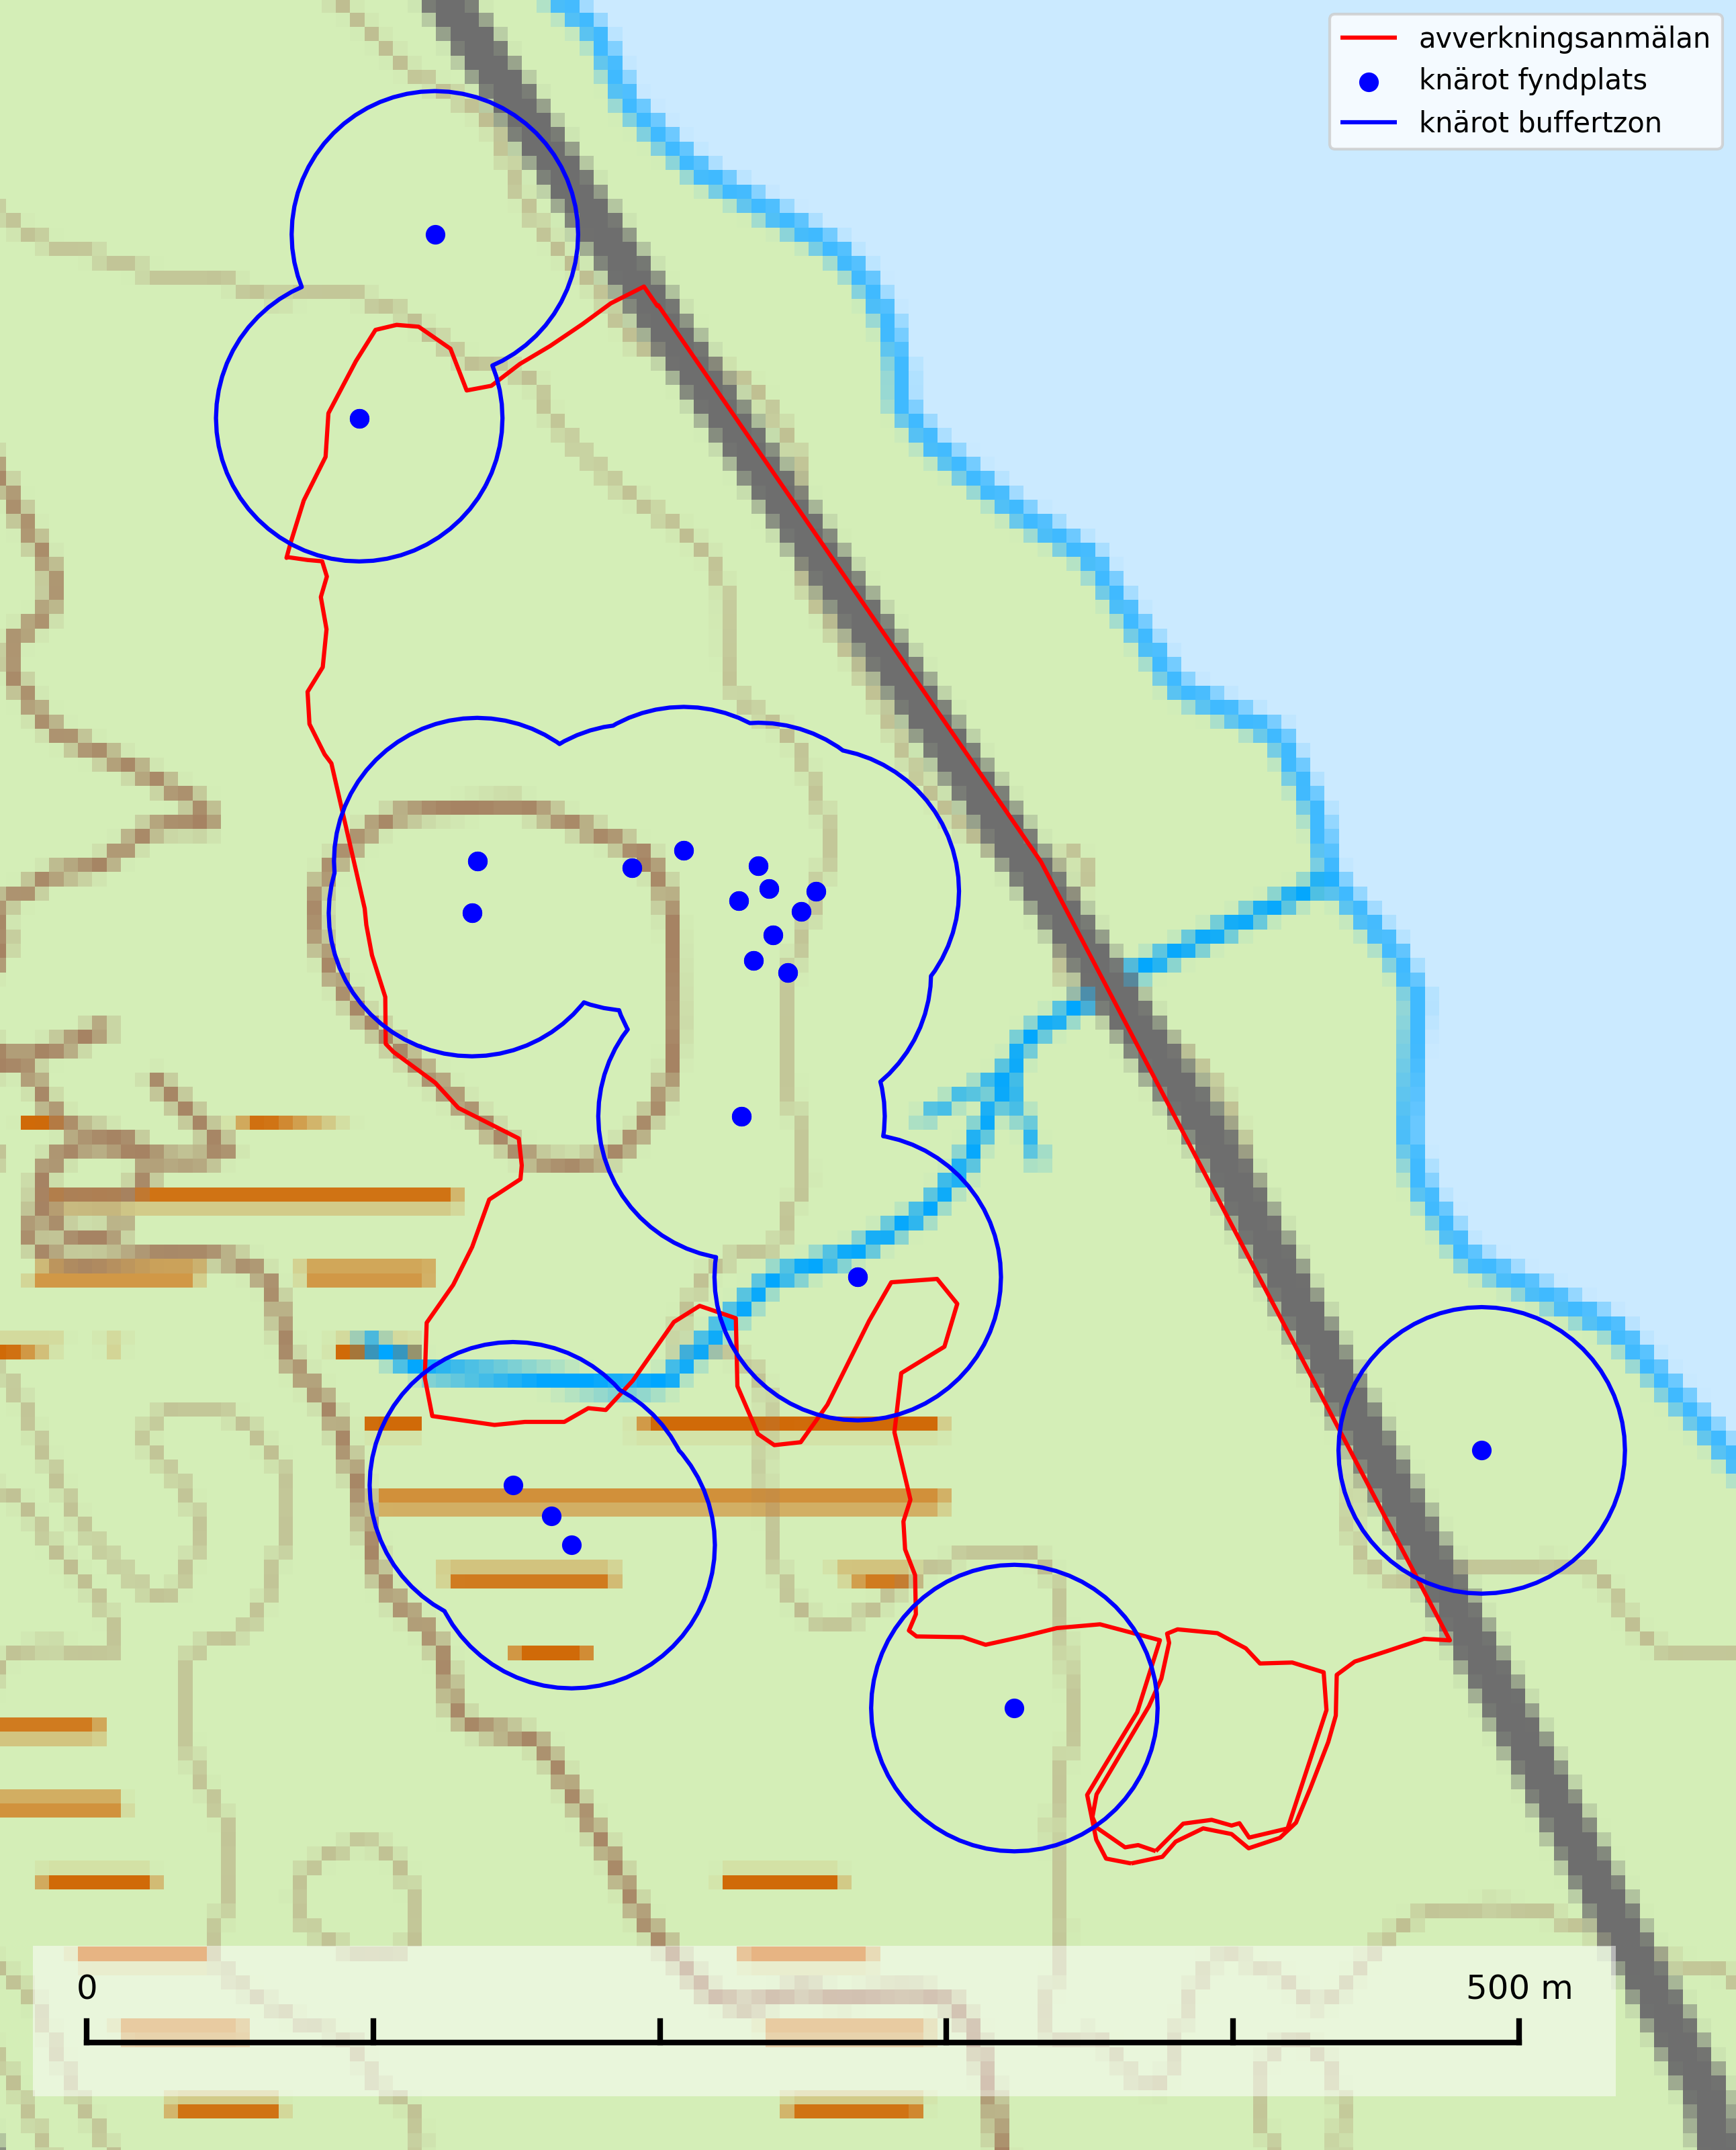 avverkningsanmälan
knärot fyndplats
knärot buffertzon
0 500 m